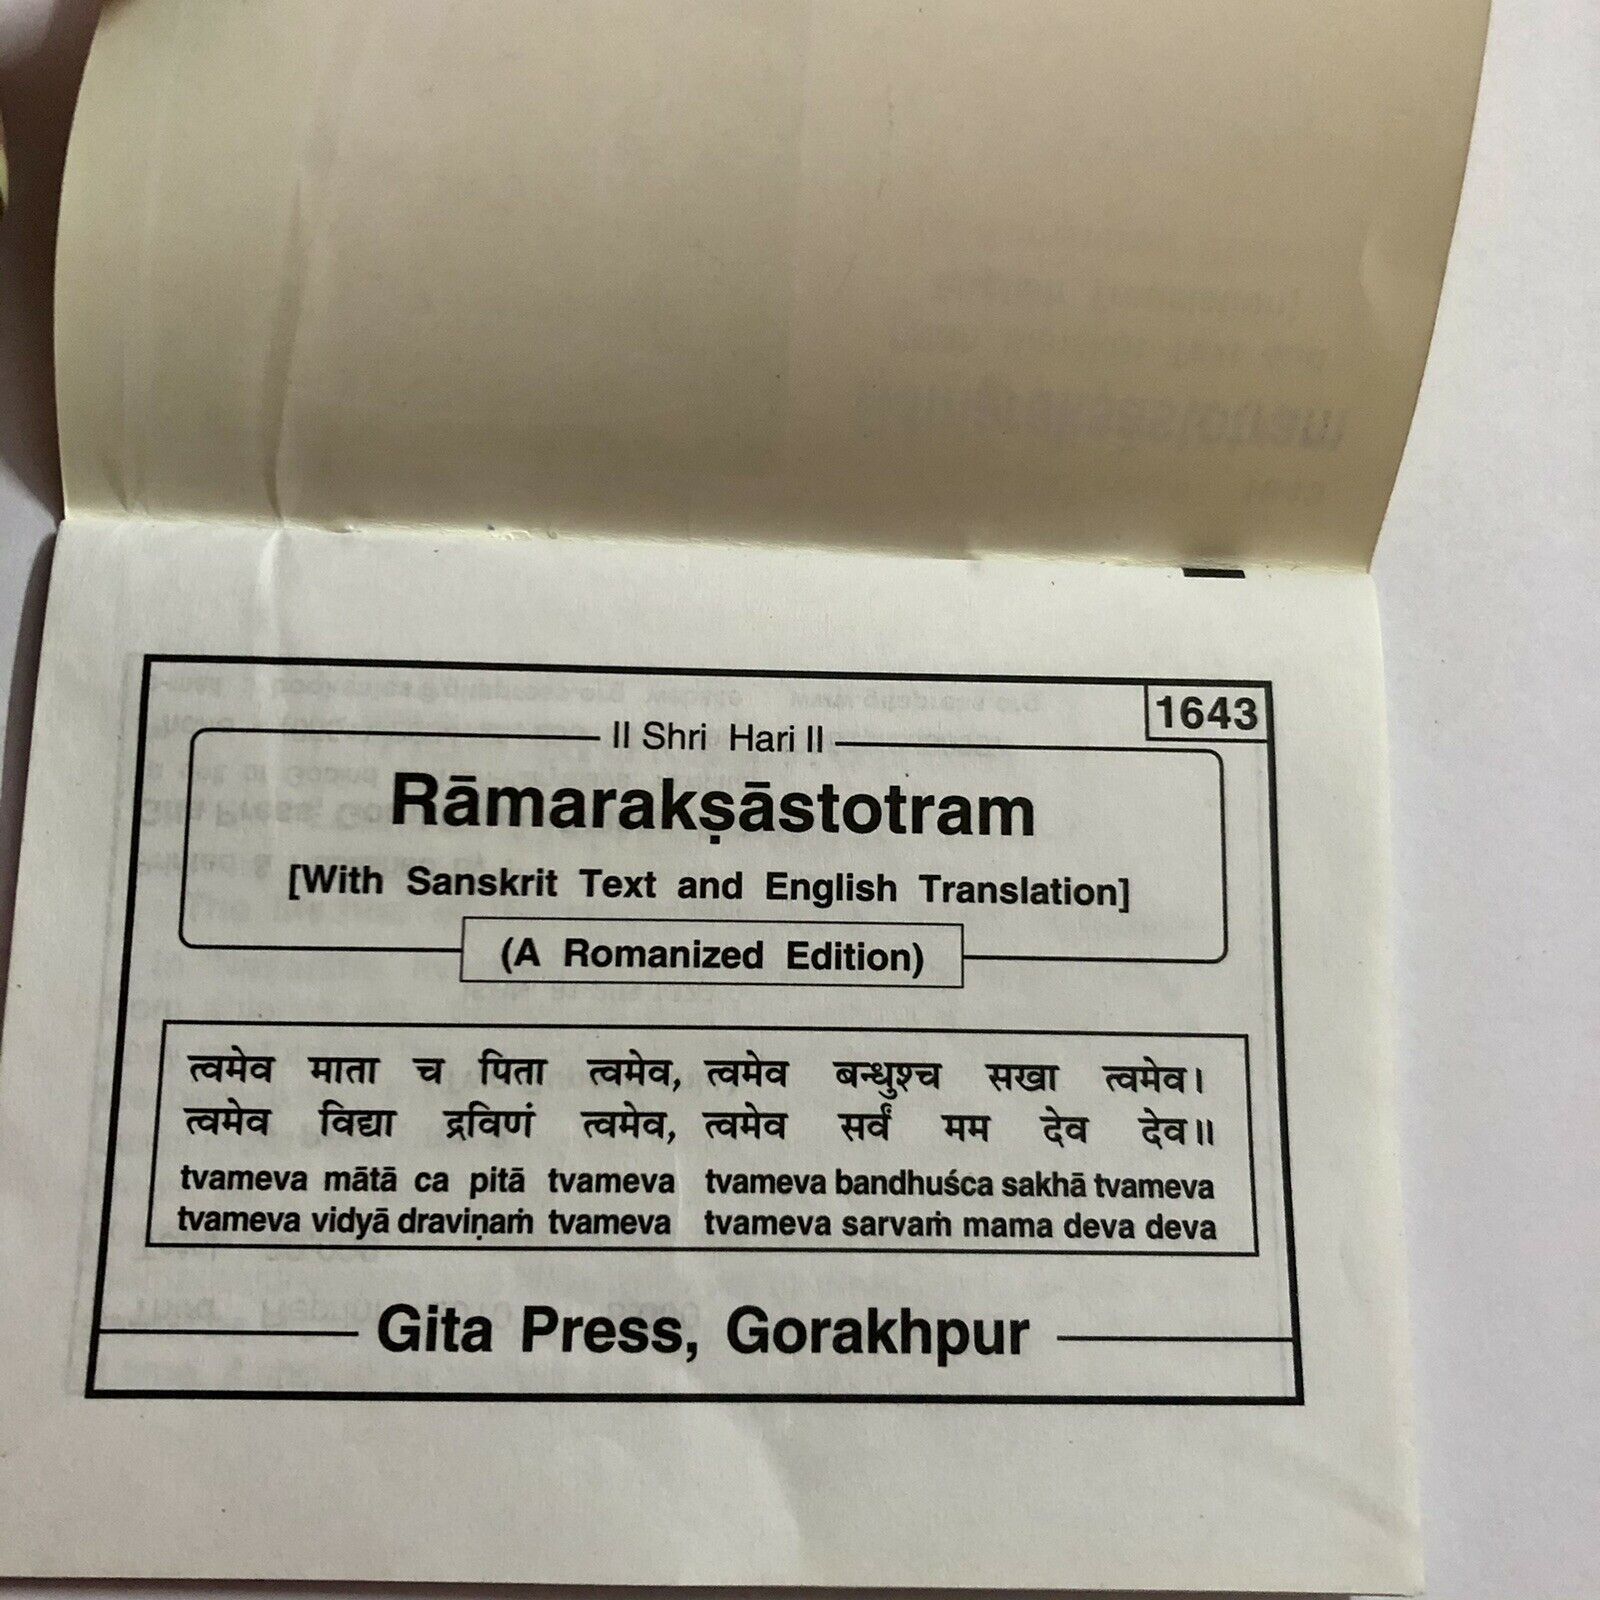 1643
॥ Shri Hari ॥
Rāmarakṣāstotram
[With Sanskrit Text and English Translation]
(A Romanized Edition)
त्वमेव माता च पिता त्वमेव, त्वमेव बन्धुश्च सखा त्वमेव।
त्वमेव विद्या द्रविणं त्वमेव, त्वमेव सर्वं मम देव देव॥
tvameva mātā ca pitā tvameva tvameva bandhuśca sakhā tvameva
tvameva vidyā draviṇaṁ tvameva tvameva sarvaṁ mama deva deva
Gita Press, Gorakhpur